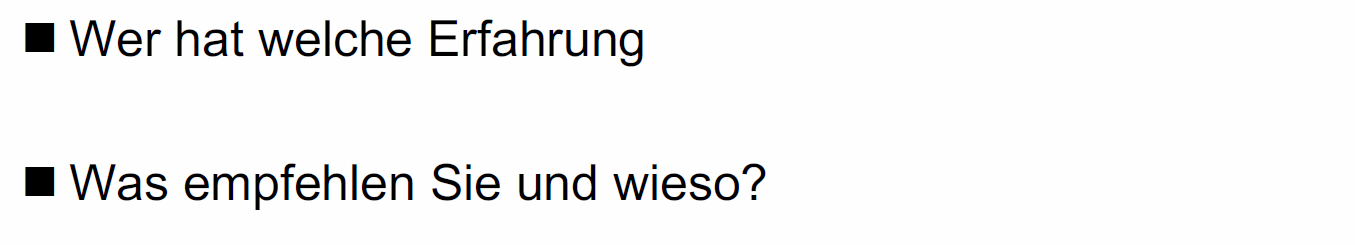 ■ Wer hat welche Erfahrung
■ Was empfehlen Sie und wieso?